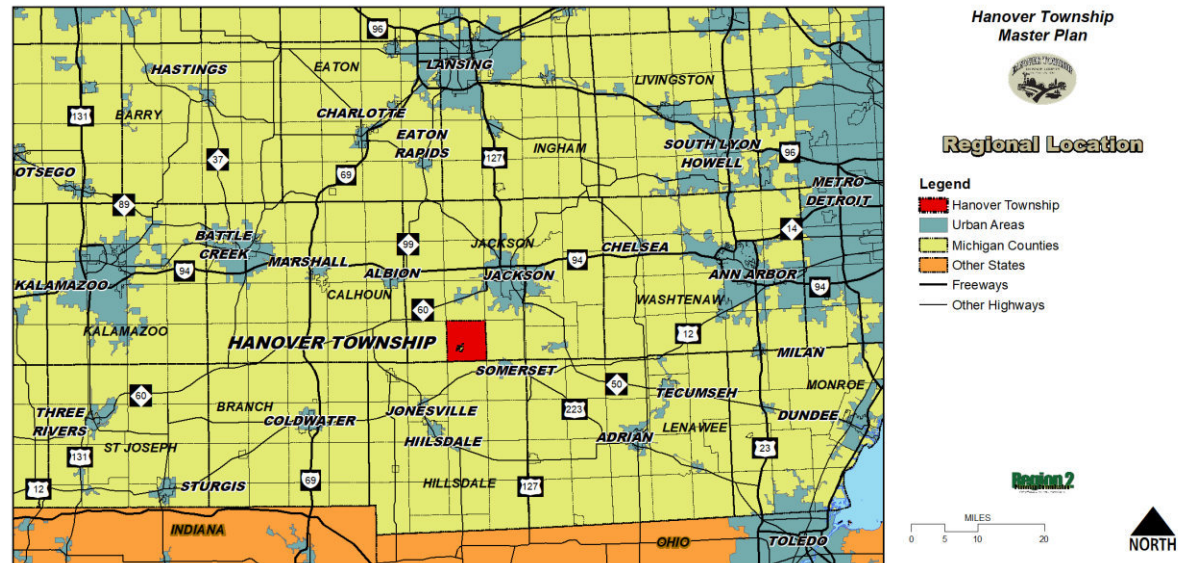 Hanover Township
Master Plan
HANOVER TOWNSHIP
Regional Location
Legend
Hanover Township
Urban Areas
Michigan Counties
Other States
Freeways
Other Highways
Region 2
MILES
0 5 10 20
NORTH
96
LANSING
EATON
HASTINGS
LIVINGSTON
131
BARRY
CHARLOTTE
EATON
RAPIDS
SOUTH LYON
HOWELL
96
37
127
INGHAM
OTSEGO
69
METRO
DETROIT
89
14
BATTLE
CREEK
99
JACKSON
CHELSEA
94
MARSHALL
ALBION
JACKSON
94
ANN ARBOR
KALAMAZOO
CALHOUN
94
60
WASHTENAW
KALAMAZOO
12
HANOVER TOWNSHIP
MILAN
SOMERSET
60
50
TECUMSEH
MONROE
THREE
RIVERS
BRANCH
COLDWATER
JONESVILLE
223
DUNDEE
HIILSDALE
ADRIAN
LENAWEE
ST JOSEPH
23
131
12
STURGIS
69
HILLSDALE
127
INDIANA
OHIO
TOLEDO